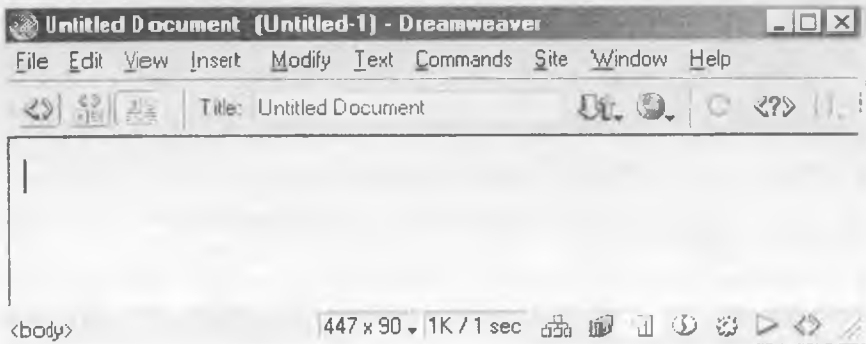 Untitled Document (Untitled-1) - Dreamweaver
File Edit View Insert Modify Text Commands Site Window Help
Title: Untitled Document <?>
<body> 447 x 90 1K / 1 sec